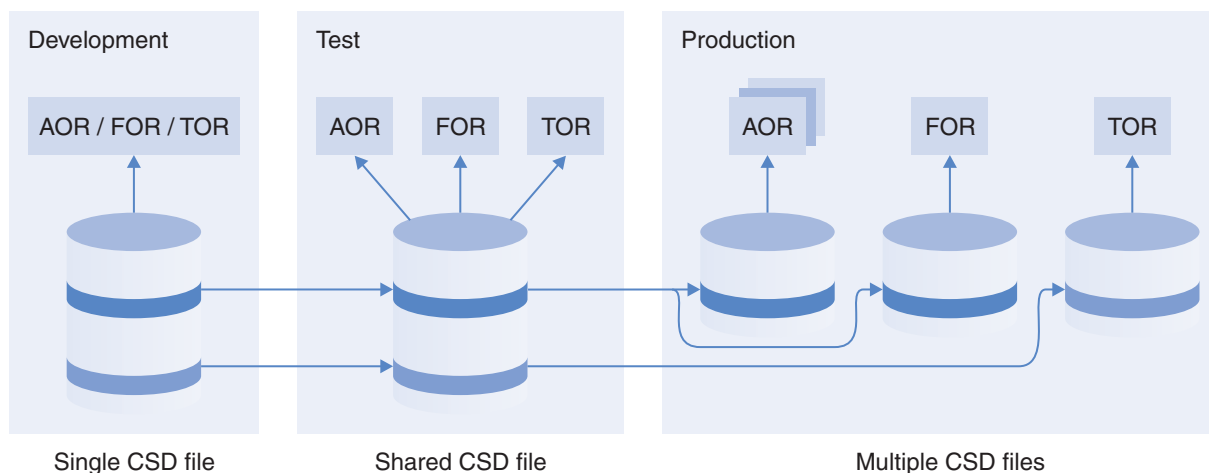 Development
AOR / FOR / TOR
Single CSD file
Test
AOR
FOR
TOR
Shared CSD file
Production
AOR
FOR
TOR
Multiple CSD files